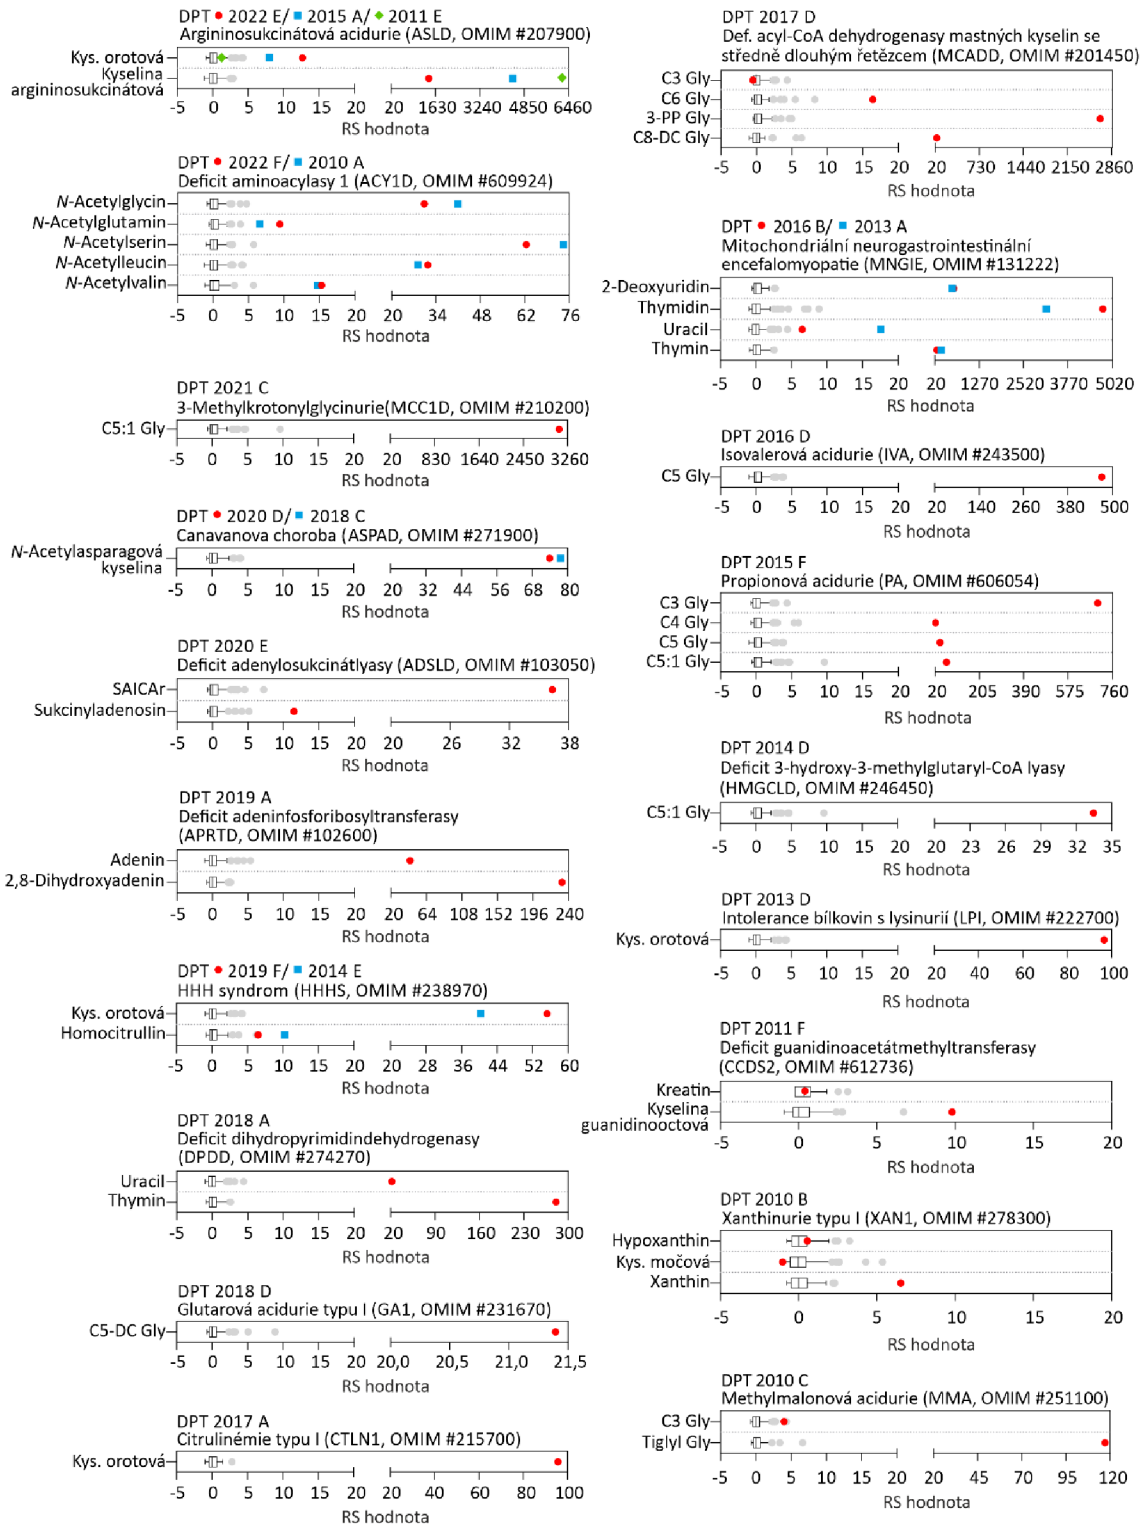 DPT ● 2022 E/ ■ 2015 A/ ◆ 2011 E
Argininosukcinátová acidurie (ASLD, OMIM #207900)
Kys. orotová
Kyselina
argininosukcinátová
-5 0 5 10 15 20 20 1630 3240 4850 6460
RS hodnota
DPT ● 2022 F/ ■ 2010 A
Deficit aminoacylasy 1 (ACY1D, OMIM #609924)
N-Acetylglycin
N-Acetylglutamin
N-Acetylserin
N-Acetylleucin
N-Acetylvalin
-5 0 5 10 15 20 20 34 48 62 76
RS hodnota
DPT 2021 C
3-Methylkrotonylglycinurie(MCC1D, OMIM #210200)
C5:1 Gly
-5 0 5 10 15 20 20 830 1640 2450 3260
RS hodnota
DPT ● 2020 D/ ■ 2018 C
Canavanova choroba (ASPAD, OMIM #271900)
N-Acetylasparagová
kyselina
-5 0 5 10 15 20 20 32 44 56 68 80
RS hodnota
DPT 2020 E
Deficit adenylosukcinátlyasy (ADSLD, OMIM #103050)
SAICAr
Sukcinyladenosin
-5 0 5 10 15 20 20 26 32 38
RS hodnota
DPT 2019 A
Deficit adeninfosforibosyltransferasy
(APRTD, OMIM #102600)
Adenin
2,8-Dihydroxyadenin
-5 0 5 10 15 20 20 64 108 152 196 240
RS hodnota
DPT ● 2019 F/ ■ 2014 E
HHH syndrom (HHHS, OMIM #238970)
Kys. orotová
Homocitrullin
-5 0 5 10 15 20 20 28 36 44 52 60
RS hodnota
DPT 2018 A
Deficit dihydropyrimidindehydrogenasy
(DPDD, OMIM #274270)
Uracil
Thymin
-5 0 5 10 15 20 20 90 160 230 300
RS hodnota
DPT 2018 D
Glutarová acidurie typu I (GA1, OMIM #231670)
C5-DC Gly
-5 0 5 10 15 20 20,0 20,5 21,0 21,5
RS hodnota
DPT 2017 A
Citrulinémie typu I (CTLN1, OMIM #215700)
Kys. orotová
-5 0 5 10 15 20 20 40 60 80 100
RS hodnota
DPT 2017 D
Def. acyl-CoA dehydrogenasy mastných kyselin se
středně dlouhým řetězcem (MCADD, OMIM #201450)
C3 Gly
C6 Gly
3-PP Gly
C8-DC Gly
-5 0 5 10 15 20 20 730 1440 2150 2860
RS hodnota
DPT ● 2016 B/ ■ 2013 A
Mitochondriální neurogastrointestinální
encefalomyopatie (MNGIE, OMIM #131222)
2-Deoxyuridin
Thymidin
Uracil
Thymin
-5 0 5 10 15 20 20 1270 2520 3770 5020
RS hodnota
DPT 2016 D
Isovalerová acidurie (IVA, OMIM #243500)
C5 Gly
-5 0 5 10 15 20 20 140 260 380 500
RS hodnota
DPT 2015 F
Propionová acidurie (PA, OMIM #606054)
C3 Gly
C4 Gly
C5 Gly
C5:1 Gly
-5 0 5 10 15 20 20 205 390 575 760
RS hodnota
DPT 2014 D
Deficit 3-hydroxy-3-methylglutaryl-CoA lyasy
(HMGCLD, OMIM #246450)
C5:1 Gly
-5 0 5 10 15 20 20 23 26 29 32 35
RS hodnota
DPT 2013 D
Intolerance bílkovin s lysinurií (LPI, OMIM #222700)
Kys. orotová
-5 0 5 10 15 20 20 40 60 80 100
RS hodnota
DPT 2011 F
Deficit guanidinoacetátmethyltransferasy
(CCDS2, OMIM #612736)
Kreatin
Kyselina
guanidinooctová
-5 0 5 10 15 20
RS hodnota
DPT 2010 B
Xanthinurie typu I (XAN1, OMIM #278300)
Hypoxanthin
Kys. močová
Xanthin
-5 0 5 10 15 20
RS hodnota
DPT 2010 C
Methylmalonová acidurie (MMA, OMIM #251100)
C3 Gly
Tiglyl Gly
-5 0 5 10 15 20 20 45 70 95 120
RS hodnota